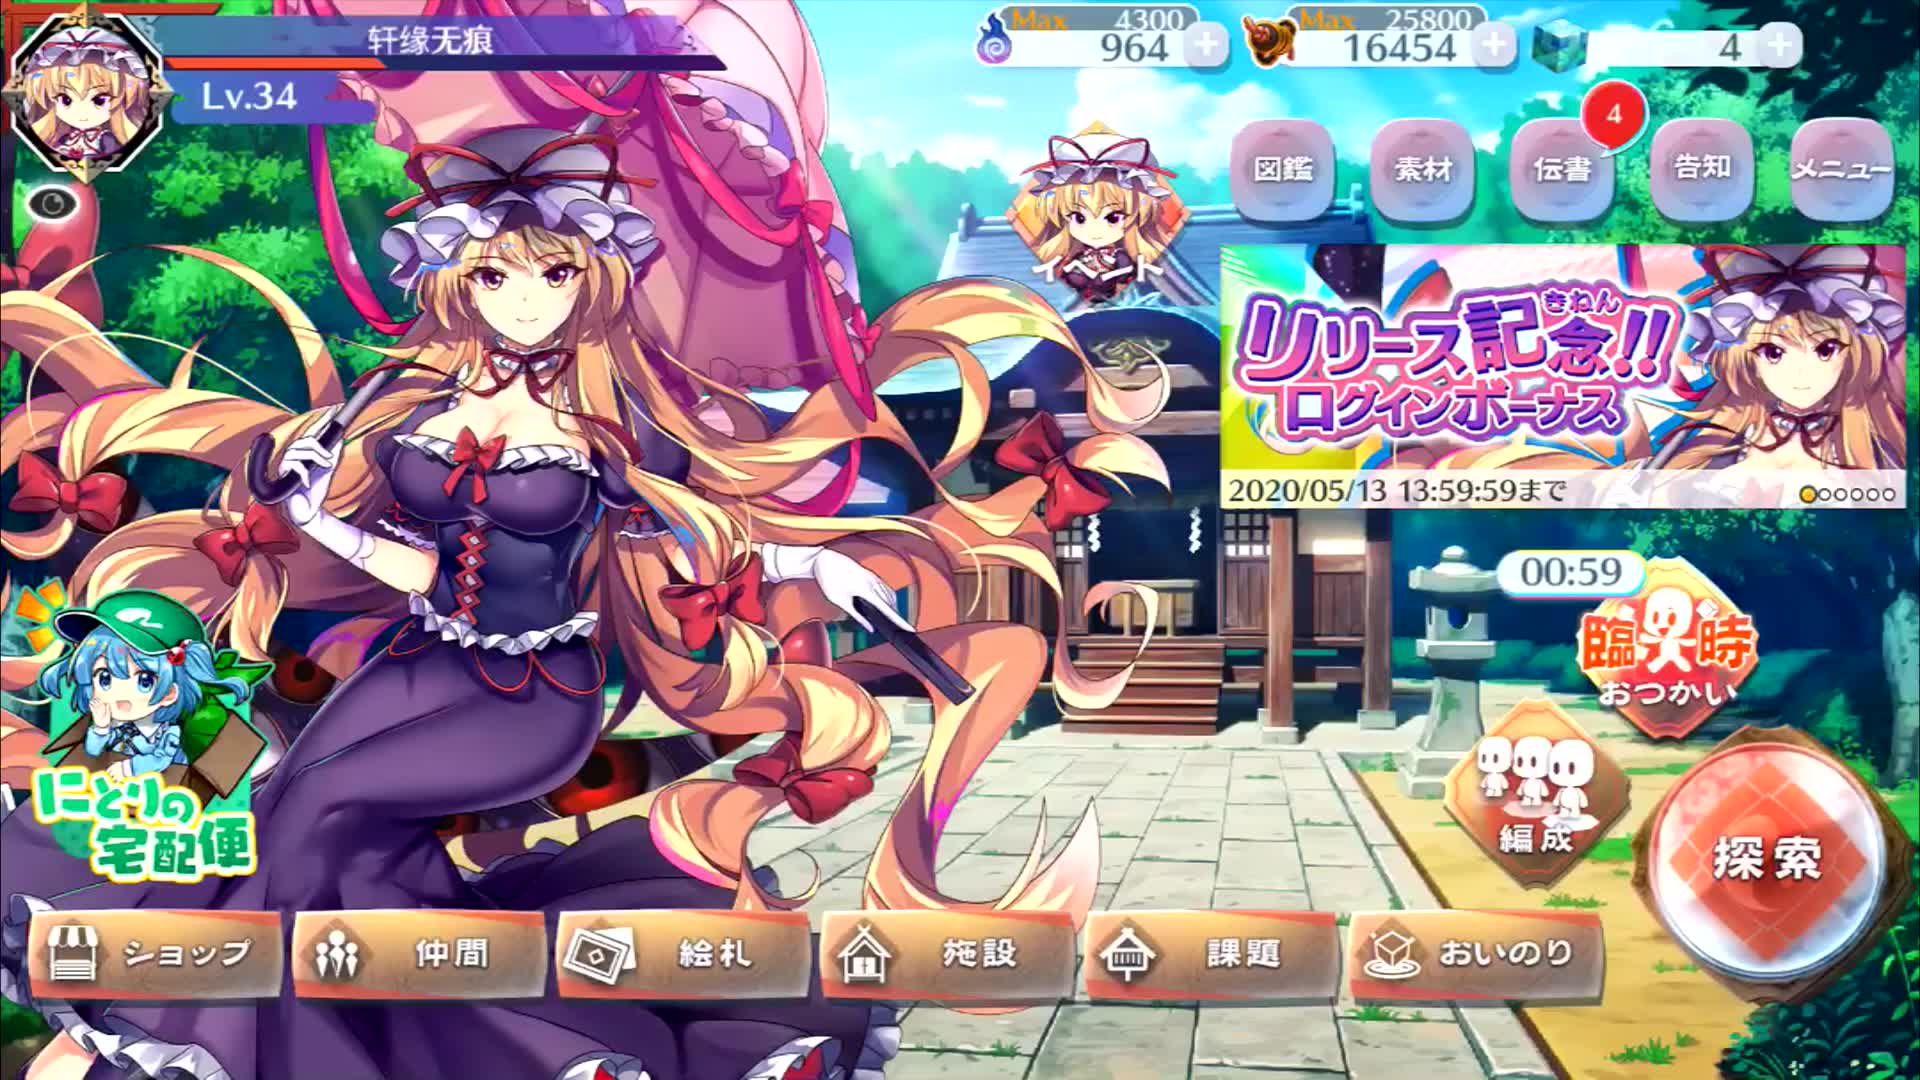 轩缘无痕
Lv.34
Max 4300
964
Max 25800
16454
4
4
図鑑
素材
伝書
告知
メニュー
イベント
きねん
リリース記念!!
ログインボーナス
2020/05/13 13:59:59まで
00:59
臨時
おつかい
編成
探索
にとりの
宅配便
ショップ
仲間
絵札
施設
課題
おいのり